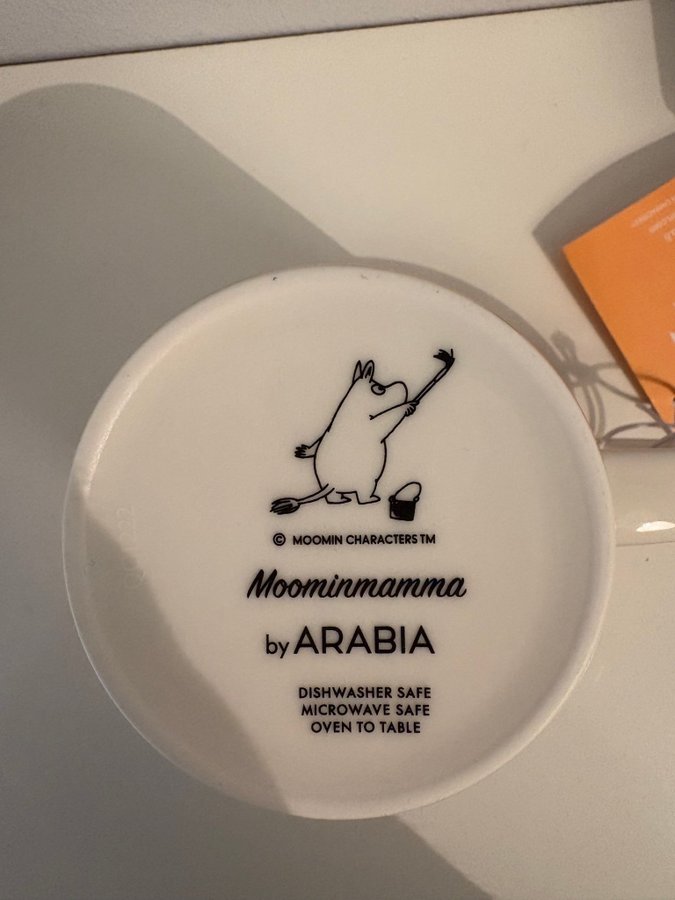 © MOOMIN CHARACTERS TM
Moominmamma
by ARABIA
DISHWASHER SAFE
MICROWAVE SAFE
OVEN TO TABLE